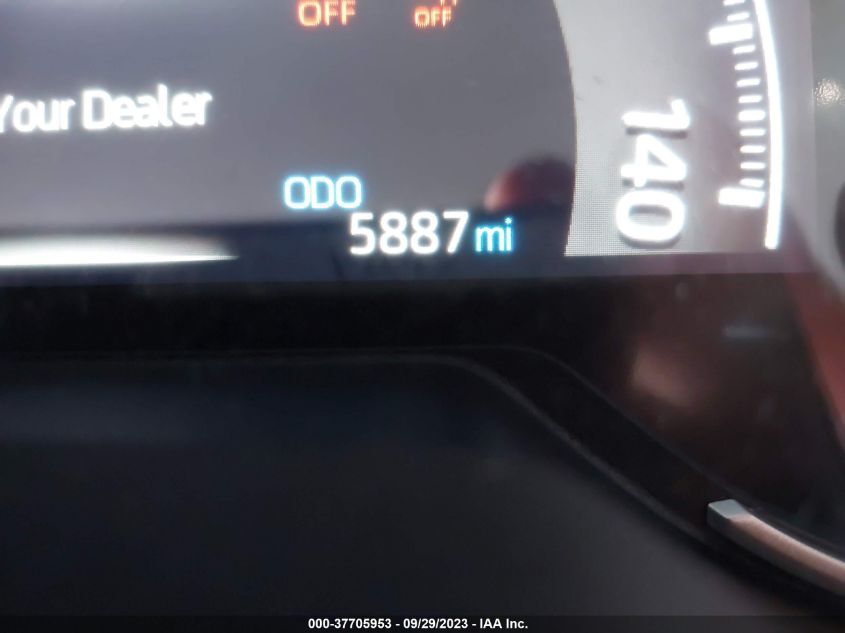 OFF
OFF
Your Dealer
ODO
5887 mi
140
000-37705953 - 09/29/2023 - IAA Inc.